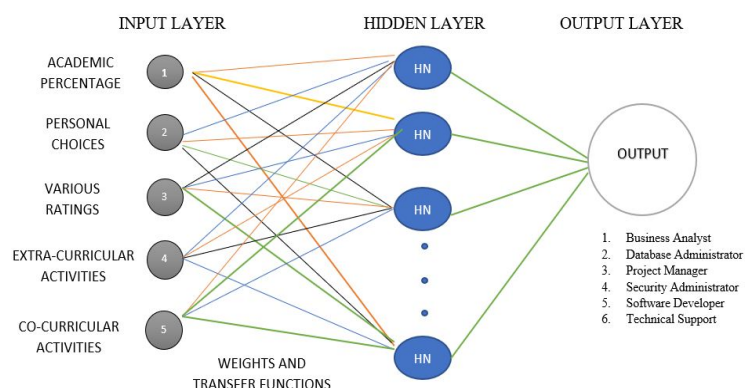 INPUT LAYER
HIDDEN LAYER
OUTPUT LAYER
ACADEMIC
PERCENTAGE
1
PERSONAL
CHOICES
2
VARIOUS
RATINGS
3
EXTRA-CURRICULAR
ACTIVITIES
4
CO-CURRICULAR
ACTIVITIES
5
WEIGHTS AND
TRANSFER FUNCTIONS
HN
HN
HN
HN
OUTPUT
1. Business Analyst
2. Database Administrator
3. Project Manager
4. Security Administrator
5. Software Developer
6. Technical Support